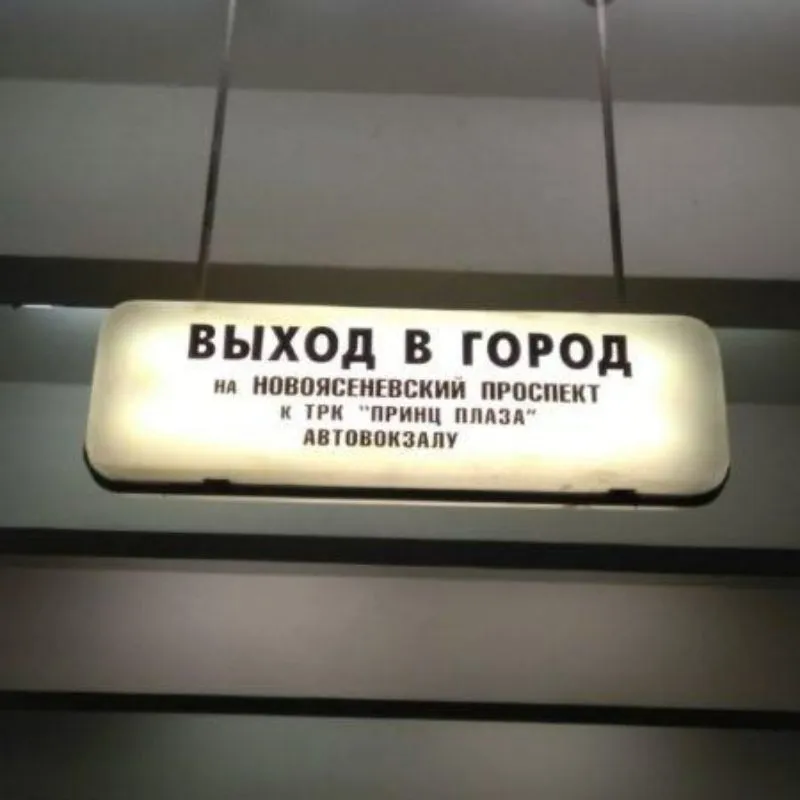 ВЫХОД В ГОРОД
НА НОВОЯСЕНЕВСКИЙ ПРОСПЕКТ
К ТРК "ПРИНЦ ПЛАЗА"
АВТОВОКЗАЛУ